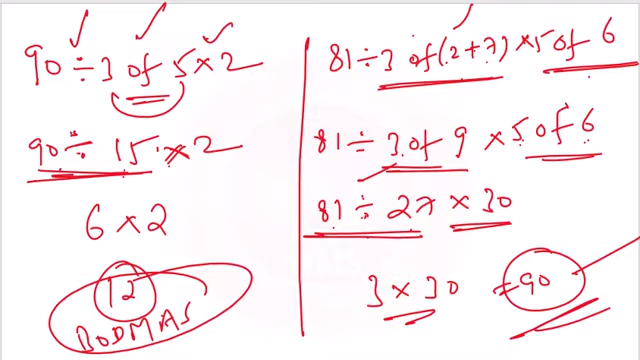 90 ÷ 3 of 5 × 2
90 ÷ 15 × 2
6 × 2
12
BODMAS
81 ÷ 3 of (2 + 7) × 5 of 6
81 ÷ 3 of 9 × 5 of 6
81 ÷ 27 × 30
3 × 30 = 90